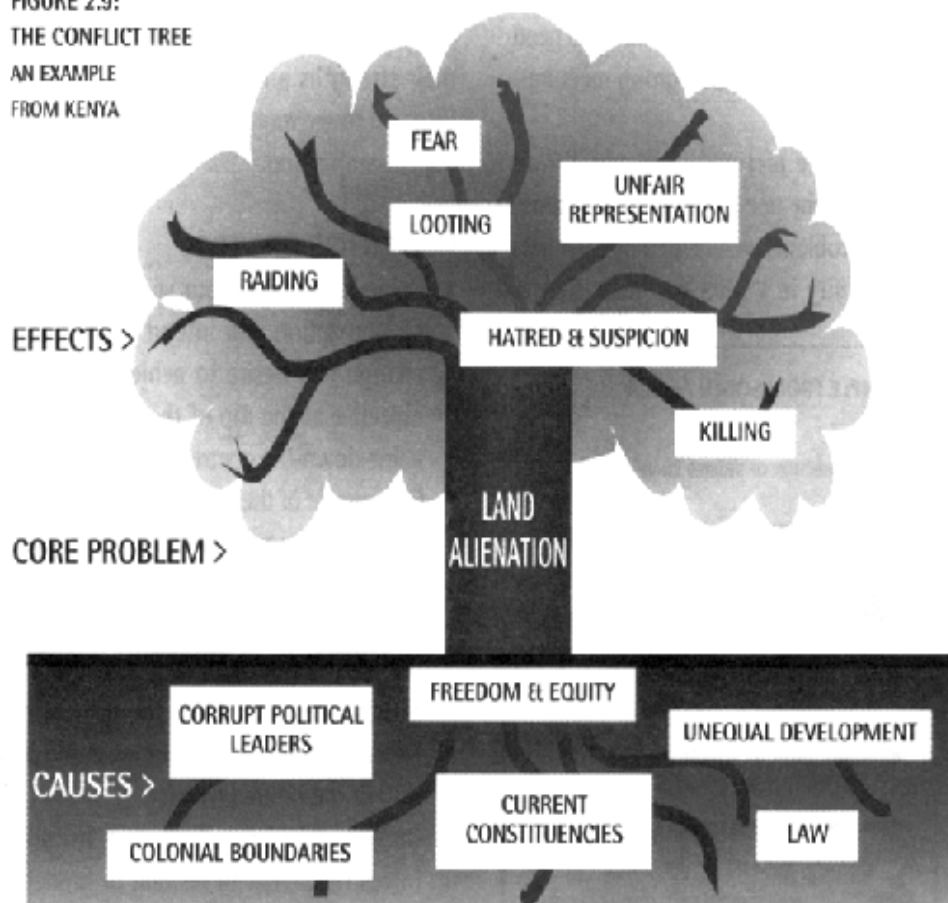 FIGURE 2.9:
THE CONFLICT TREE
AN EXAMPLE
FROM KENYA
FEAR
UNFAIR
REPRESENTATION
LOOTING
RAIDING
EFFECTS >
HATRED & SUSPICION
KILLING
LAND
ALIENATION
CORE PROBLEM >
FREEDOM & EQUITY
CORRUPT POLITICAL
LEADERS
UNEQUAL DEVELOPMENT
CAUSES >
CURRENT
CONSTITUENCIES
LAW
COLONIAL BOUNDARIES